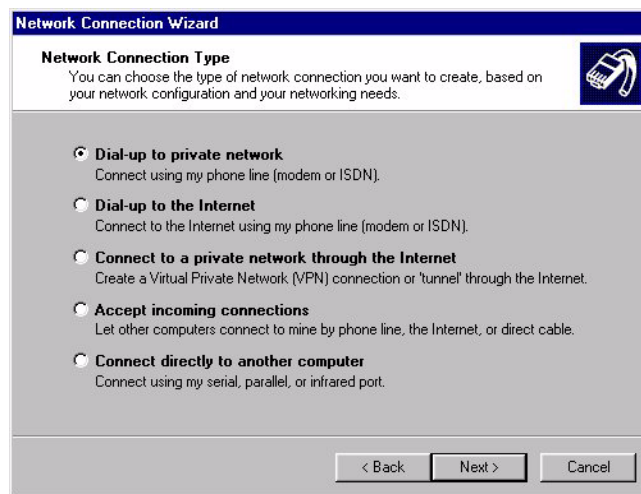 Network Connection Wizard
Network Connection Type
You can choose the type of network connection you want to create, based on
your network configuration and your networking needs.
Dial-up to private network
Connect using my phone line (modem or ISDN).
Dial-up to the Internet
Connect to the Internet using my phone line (modem or ISDN).
Connect to a private network through the Internet
Create a Virtual Private Network (VPN) connection or 'tunnel' through the Internet.
Accept incoming connections
Let other computers connect to mine by phone line, the Internet, or direct cable.
Connect directly to another computer
Connect using my serial, parallel, or infrared port.
< Back Next > Cancel